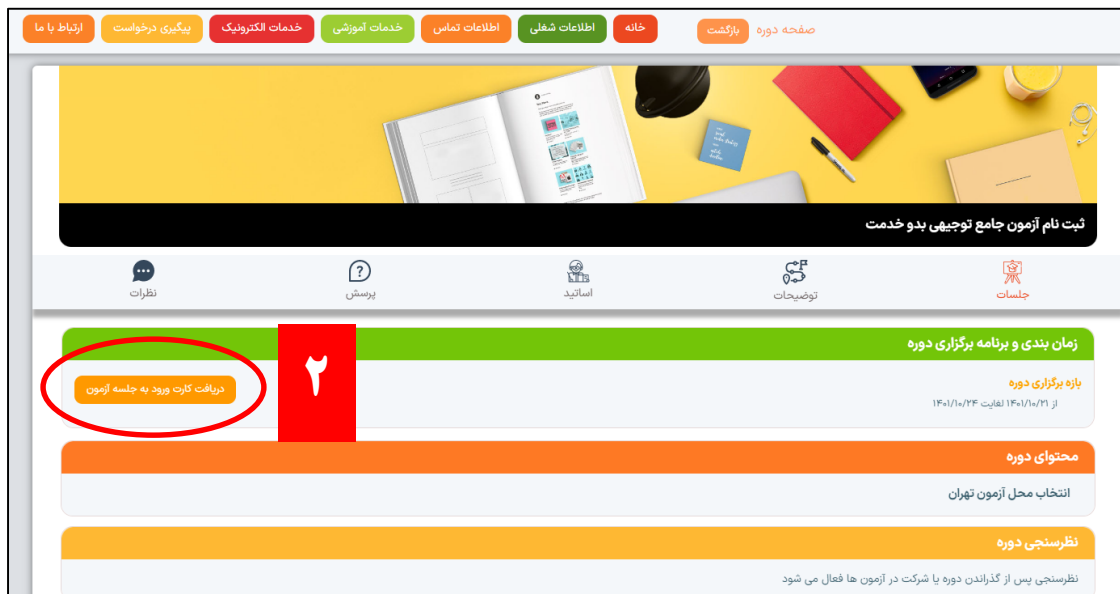 صفحه دوره بازگشت خانه اطلاعات شغلی اطلاعات تماس خدمات آموزشی خدمات الکترونیک پیگیری درخواست ارتباط با ما
ثبت نام آزمون جامع توجیهی بدو خدمت
جلسات توضیحات اساتید پرسش نظرات
زمان بندی و برنامه برگزاری دوره
۲
بازه برگزاری دوره
دریافت کارت ورود به جلسه آزمون
از ۱۴۰۱/۱۰/۲۱ لغایت ۱۴۰۱/۱۰/۲۴
محتوای دوره
انتخاب محل آزمون تهران
نظرسنجی دوره
نظرسنجی پس از گذراندن دوره یا شرکت در آزمون ها فعال می شود